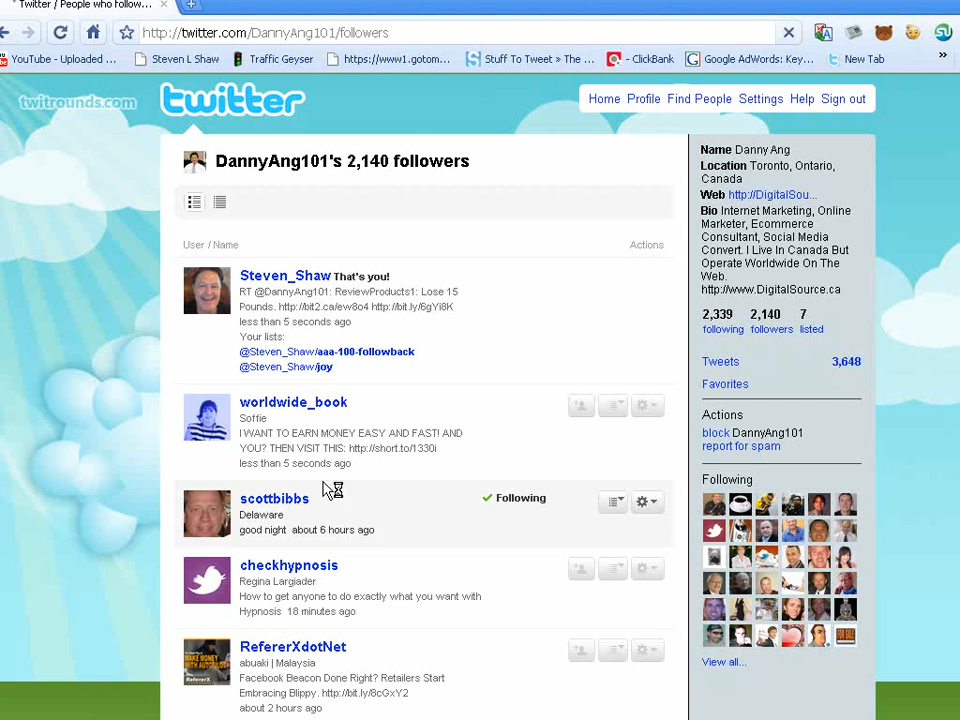 Twitter / People who follow...
http://twitter.com/DannyAng101/followers
YouTube - Uploaded ...
Steven L Shaw
Traffic Geyser
https://www1.gotom...
Stuff To Tweet » The ...
- ClickBank
Google AdWords: Key...
New Tab
»
twitrounds.com
twitter
Home Profile Find People Settings Help Sign out
DannyAng101's 2,140 followers
User / Name
Actions
Steven_Shaw That's you!
RT @DannyAng101: ReviewProducts1: Lose 15
Pounds. http://bit2.ca/ew8o4 http://bit.ly/6gYi8K
less than 5 seconds ago
Your lists:
@Steven_Shaw/aaa-100-followback
@Steven_Shaw/joy
worldwide_book
Soffie
I WANT TO EARN MONEY EASY AND FAST! AND
YOU? THEN VISIT THIS: http://short.to/1330i
less than 5 seconds ago
scottbibbs
Following
Delaware
good night about 6 hours ago
checkhypnosis
Regina Largiader
How to get anyone to do exactly what you want with
Hypnosis 18 minutes ago
MAKE MONEY
WITH AUTOPILOT
REFERERX
RefererXdotNet
abuaki | Malaysia
Facebook Beacon Done Right? Retailers Start
Embracing Blippy. http://bit.ly/8cGxY2
about 2 hours ago
Name Danny Ang
Location Toronto, Ontario,
Canada
Web http://DigitalSou...
Bio Internet Marketing, Online
Marketer, Ecommerce
Consultant, Social Media
Convert. I Live In Canada But
Operate Worldwide On The
Web.
http://www.DigitalSource.ca
2,339 2,140 7
following followers listed
Tweets 3,648
Favorites
Actions
block DannyAng101
report for spam
Following
FOR SALE
View all...